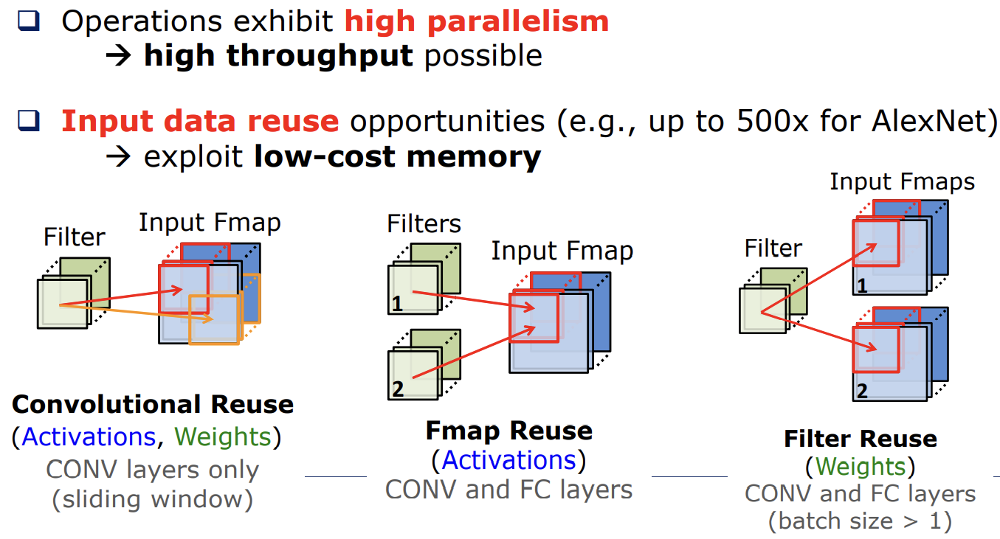 ❑ Operations exhibit high parallelism
→ high throughput possible
❑ Input data reuse opportunities (e.g., up to 500x for AlexNet)
→ exploit low-cost memory
Filter
Input Fmap
Convolutional Reuse
(Activations, Weights)
CONV layers only
(sliding window)
Filters
Input Fmap
1
2
Fmap Reuse
(Activations)
CONV and FC layers
Input Fmaps
Filter
1
2
Filter Reuse
(Weights)
CONV and FC layers
(batch size > 1)